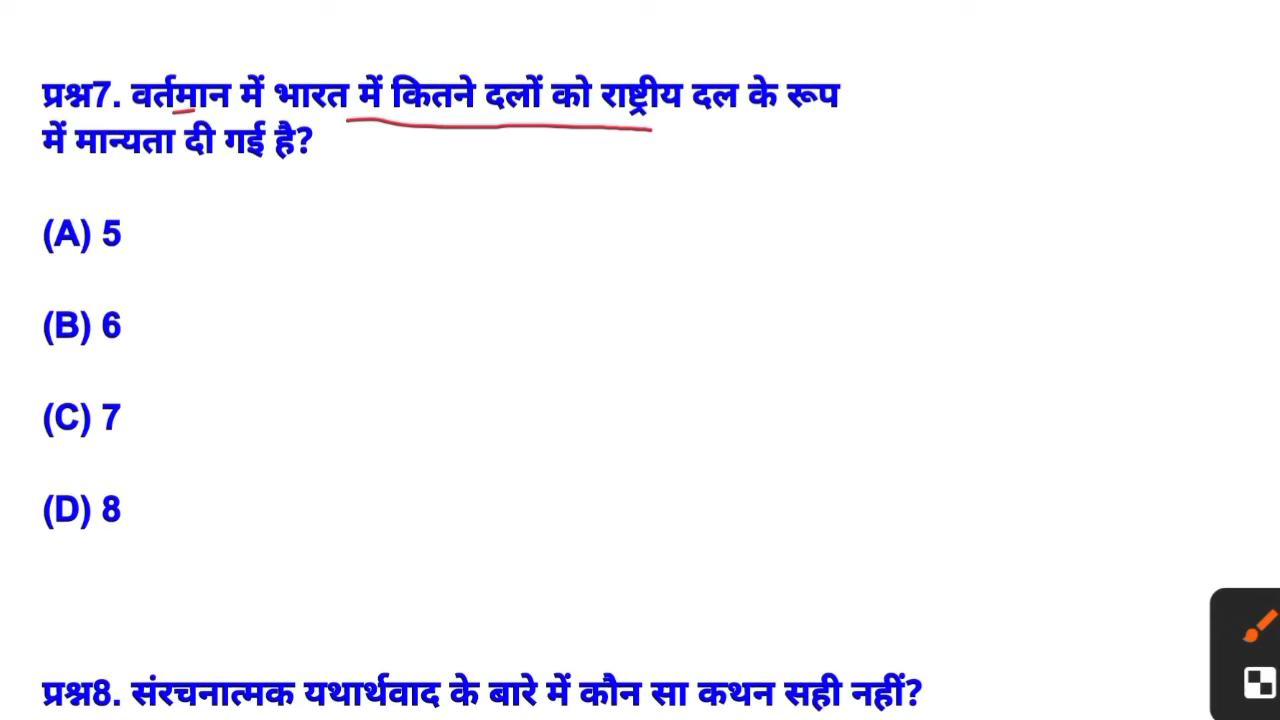 प्रश्न7. वर्तमान में भारत में कितने दलों को राष्ट्रीय दल के रूप
में मान्यता दी गई है?
(A) 5
(B) 6
(C) 7
(D) 8
प्रश्न8. संरचनात्मक यथार्थवाद के बारे में कौन सा कथन सही नहीं?